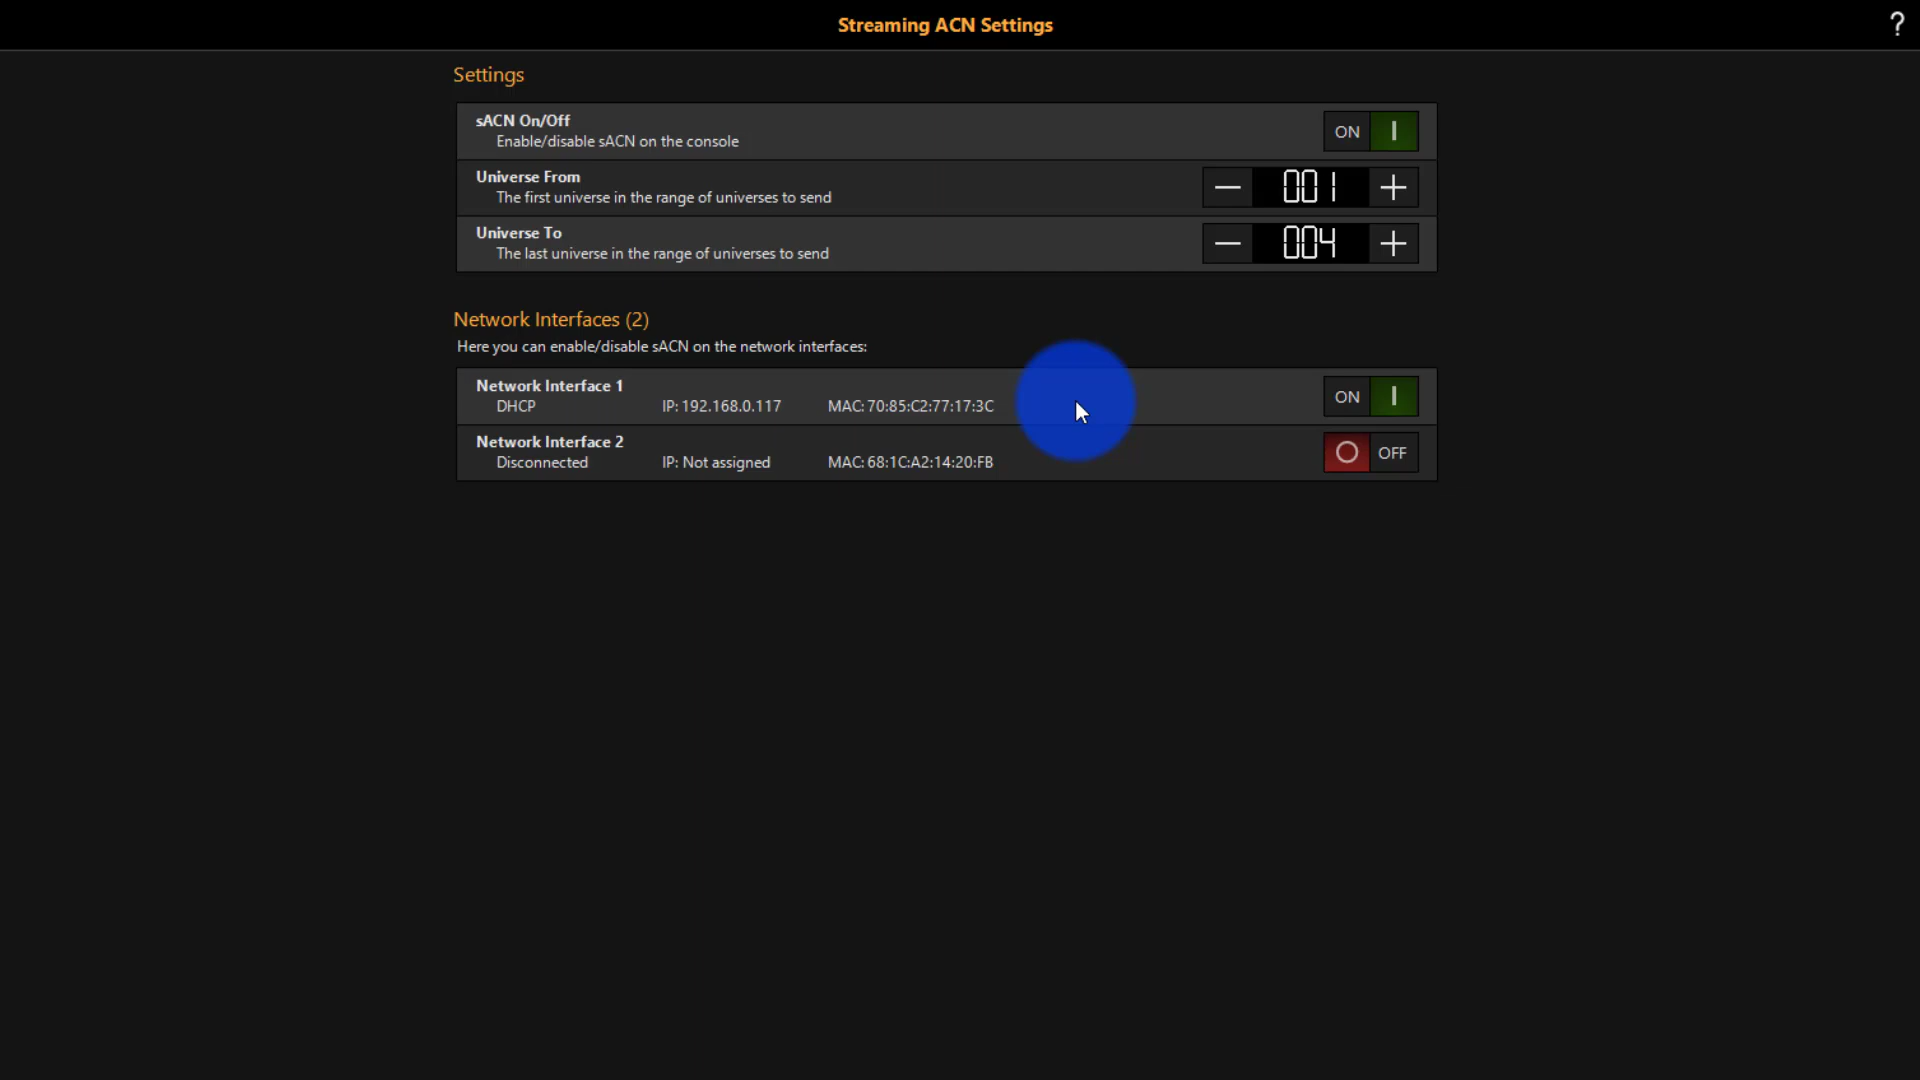 Streaming ACN Settings
?
Settings
sACN On/Off
ON
Enable/disable sACN on the console
Universe From
001
The first universe in the range of universes to send
Universe To
004
The last universe in the range of universes to send
Network Interfaces (2)
Here you can enable/disable sACN on the network interfaces:
Network Interface 1
ON
DHCP IP: 192.168.0.117 MAC: 70:85:C2:77:17:3C
Network Interface 2
OFF
Disconnected IP: Not assigned MAC: 68:1C:A2:14:20:FB